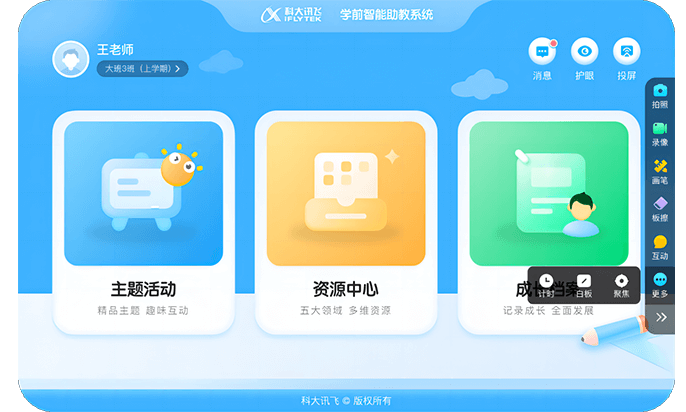 科大讯飞
iFLYTEK
学前智能助教系统
王老师
大班3班（上学期）
消息
护眼
投屏
拍照
录像
画笔
板擦
互动
更多
计时
白板
聚焦
主题活动
精品主题 趣味互动
资源中心
五大领域 多维资源
成长档案
记录成长 全面发展
科大讯飞 © 版权所有